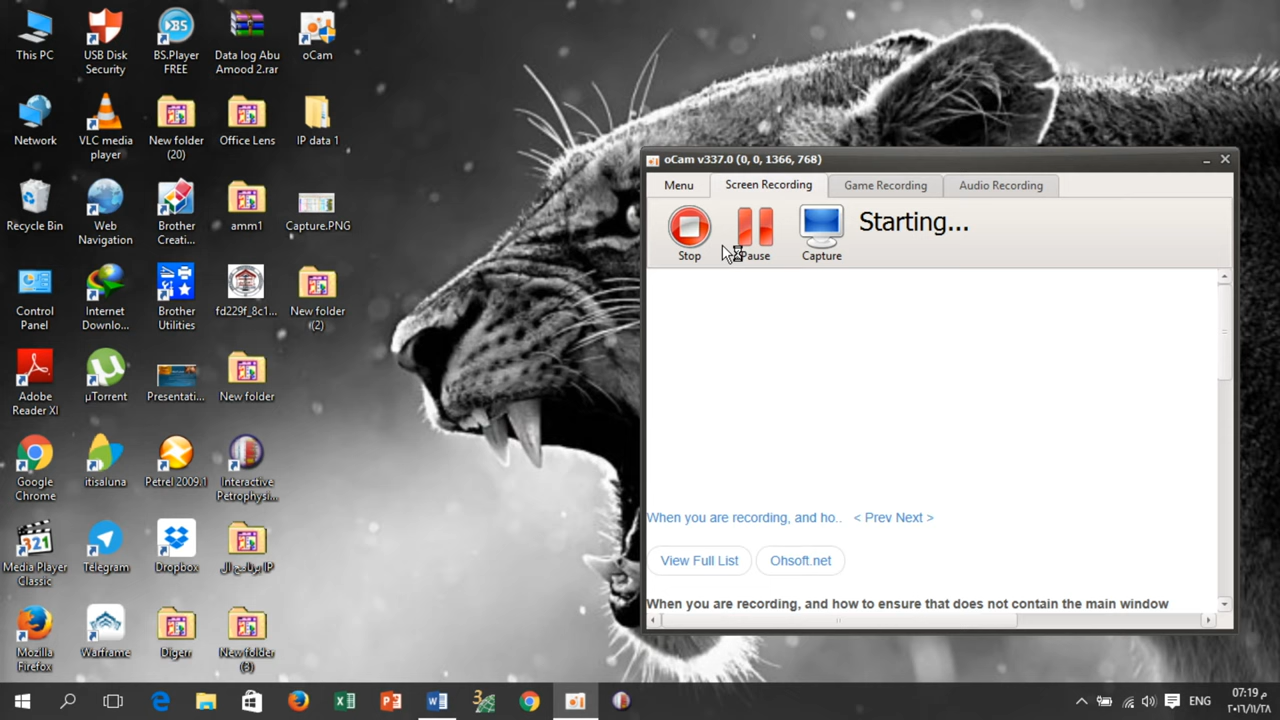 This PC
USB Disk
Security
BS.Player
FREE
Data log Abu
Amood 2.rar
oCam
Network
VLC media
player
New folder
(20)
Office Lens
IP data 1
Recycle Bin
Web
Navigation
Brother
Creati...
amm1
Capture.PNG
Control
Panel
Internet
Downlo...
Brother
Utilities
fd229f_8c1...
New folder
(2)
Adobe
Reader XI
µTorrent
Presentati...
New folder
Google
Chrome
itisaluna
Petrel 2009.1
Interactive
Petrophysi...
Media Player
Classic
Telegram
Dropbox
برنامج ال IP
Mozilla
Firefox
Warframe
Digerr
New folder
(3)
oCam v337.0 (0, 0, 1366, 768)
Menu
Screen Recording
Game Recording
Audio Recording
Stop
Pause
Capture
Starting...
When you are recording, and ho.. < Prev Next >
View Full List
Ohsoft.net
When you are recording, and how to ensure that does not contain the main window
ENG
م 07:19
٢٠١٦/١١/٢٨